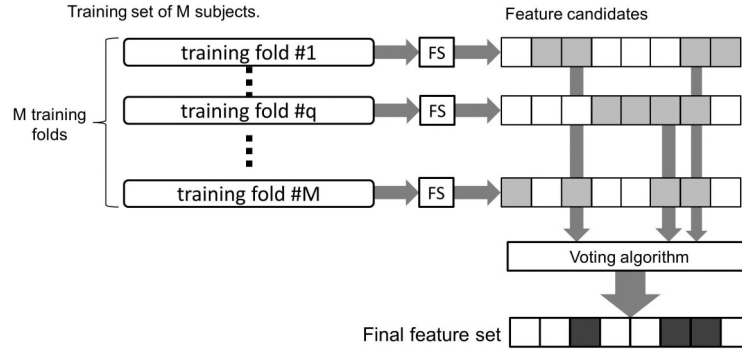 Training set of M subjects.
Feature candidates
training fold #1
FS
M training
folds
training fold #q
FS
training fold #M
FS
Voting algorithm
Final feature set